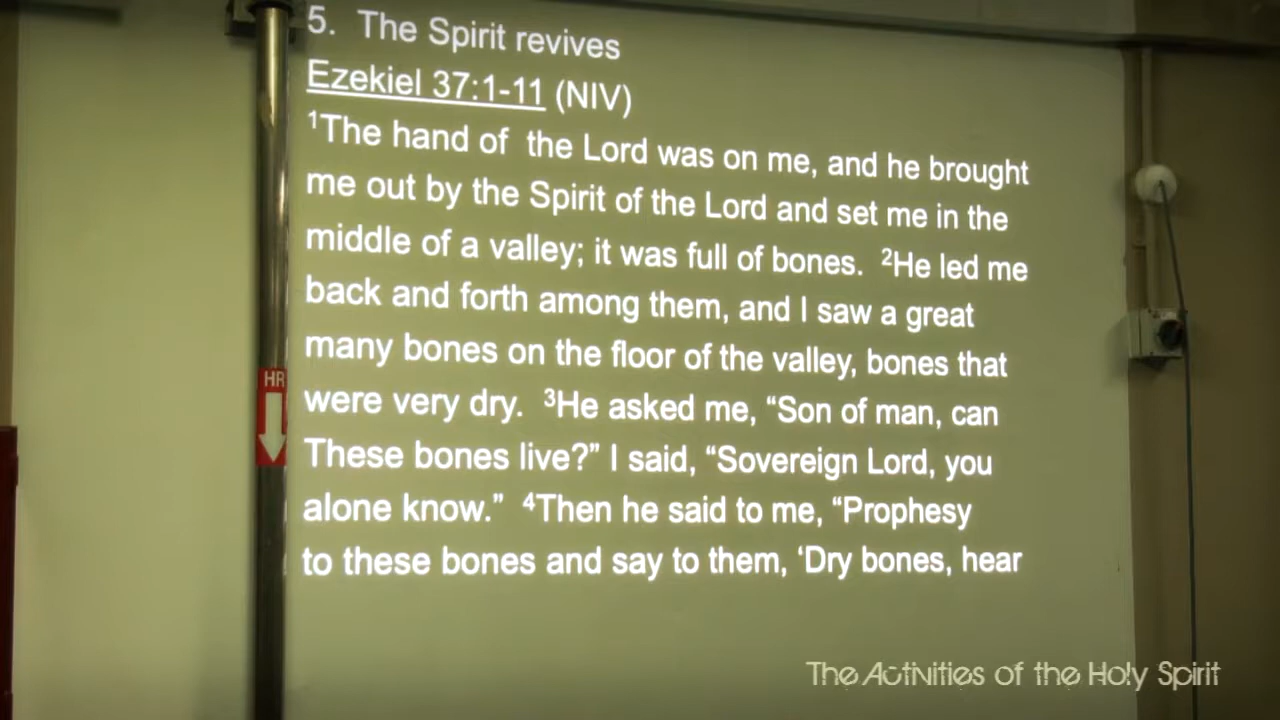 5. The Spirit revives
Ezekiel 37:1-11 (NIV)
¹The hand of the Lord was on me, and he brought
me out by the Spirit of the Lord and set me in the
middle of a valley; it was full of bones. ²He led me
back and forth among them, and I saw a great
many bones on the floor of the valley, bones that
were very dry. ³He asked me, “Son of man, can
These bones live?” I said, “Sovereign Lord, you
alone know.” ⁴Then he said to me, “Prophesy
to these bones and say to them, ‘Dry bones, hear
HR
The Activities of the Holy Spirit